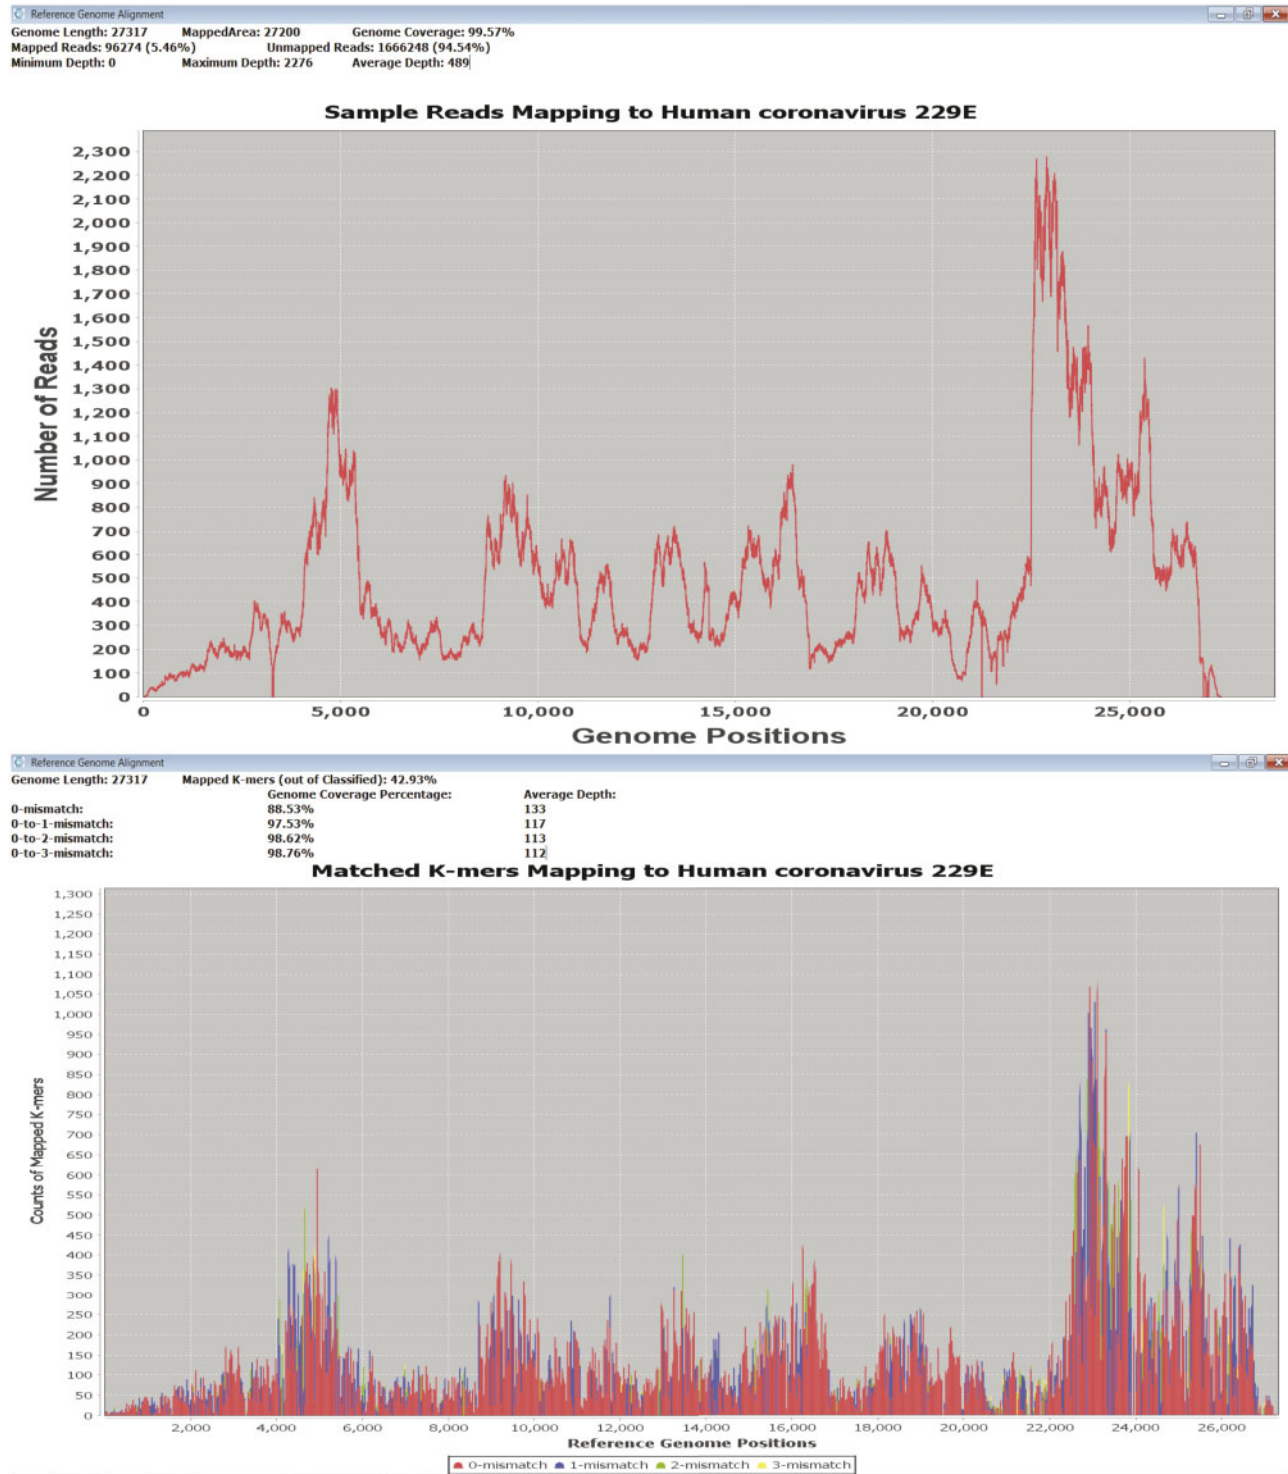 Reference Genome Alignment
Genome Length: 27317 MappedArea: 27200 Genome Coverage: 99.57%
Mapped Reads: 96274 (5.46%) Unmapped Reads: 1666248 (94.54%)
Minimum Depth: 0 Maximum Depth: 2276 Average Depth: 489
Sample Reads Mapping to Human coronavirus 229E
Number of Reads
2,300
2,200
2,100
2,000
1,900
1,800
1,700
1,600
1,500
1,400
1,300
1,200
1,100
1,000
900
800
700
600
500
400
300
200
100
0
0 5,000 10,000 15,000 20,000 25,000
Genome Positions
Reference Genome Alignment
Genome Length: 27317 Mapped K-mers (out of Classified): 42.93%
Genome Coverage Percentage: Average Depth:
0-mismatch: 88.53% 133
0-to-1-mismatch: 97.53% 117
0-to-2-mismatch: 98.62% 113
0-to-3-mismatch: 98.76% 112
Matched K-mers Mapping to Human coronavirus 229E
Counts of Mapped K-mers
1,300
1,250
1,200
1,150
1,100
1,050
1,000
950
900
850
800
750
700
650
600
550
500
450
400
350
300
250
200
150
100
50
0
2,000 4,000 6,000 8,000 10,000 12,000 14,000 16,000 18,000 20,000 22,000 24,000 26,000
Reference Genome Positions
0-mismatch 1-mismatch 2-mismatch 3-mismatch